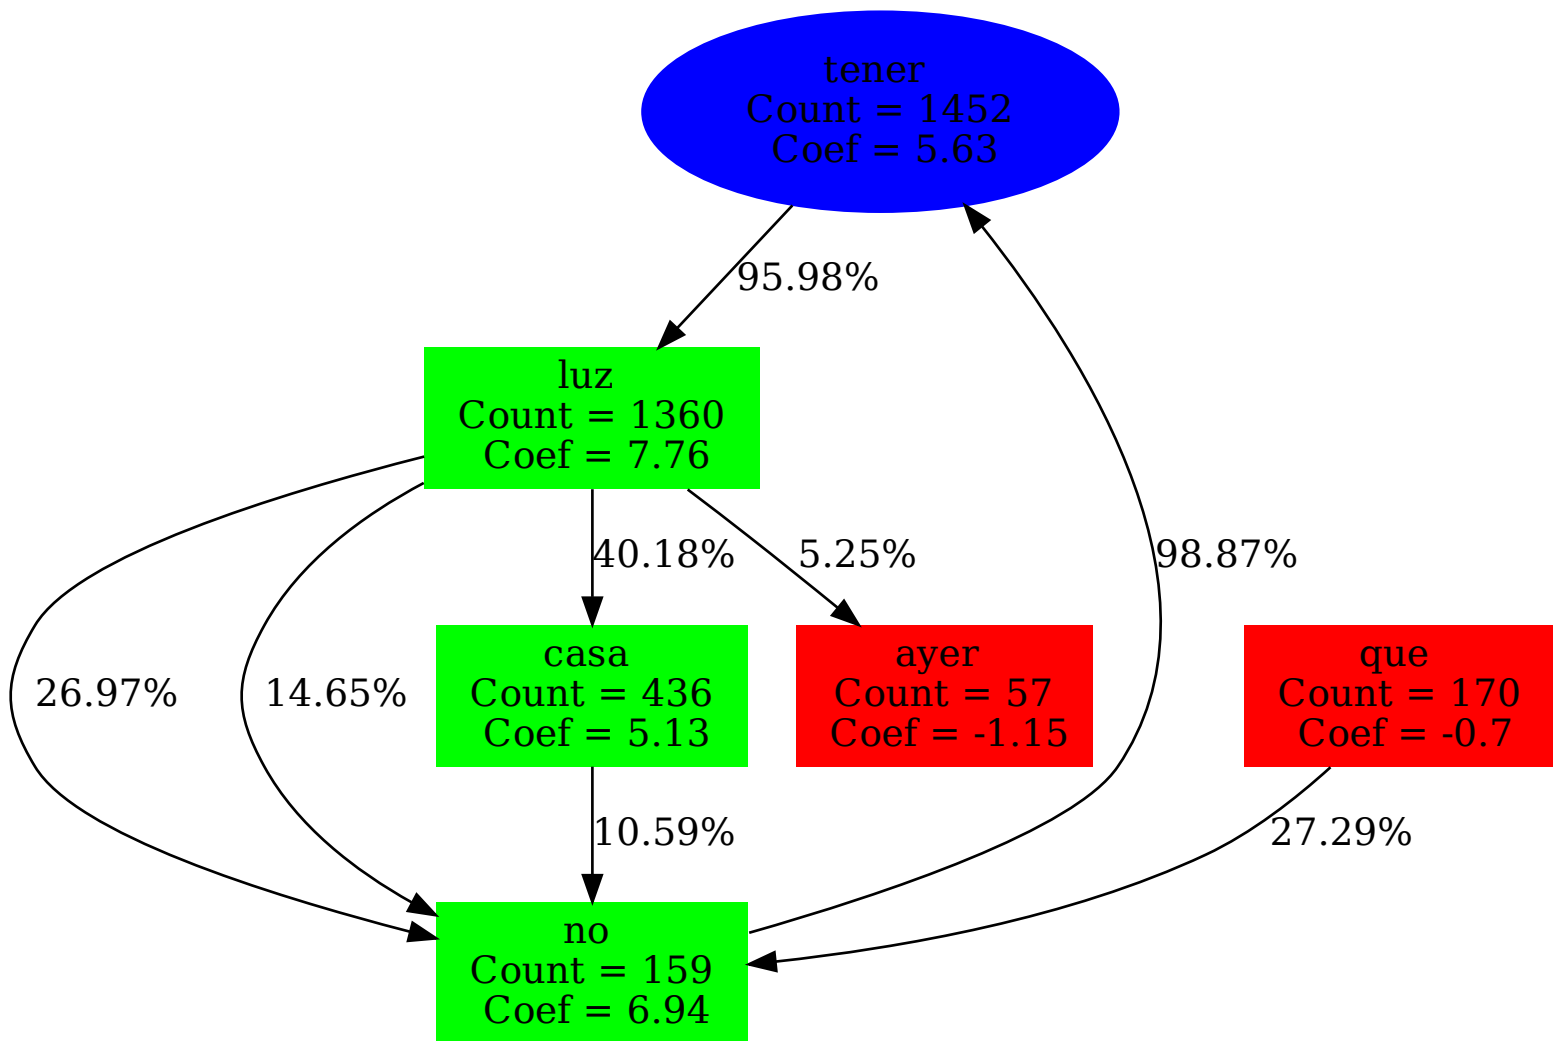 tener
Count = 1452
Coef = 5.63
95.98%
luz
Count = 1360
Coef = 7.76
40.18%
5.25%
98.87%
casa
Count = 436
Coef = 5.13
ayer
Count = 57
Coef = -1.15
que
Count = 170
Coef = -0.7
26.97%
14.65%
10.59%
27.29%
no
Count = 159
Coef = 6.94